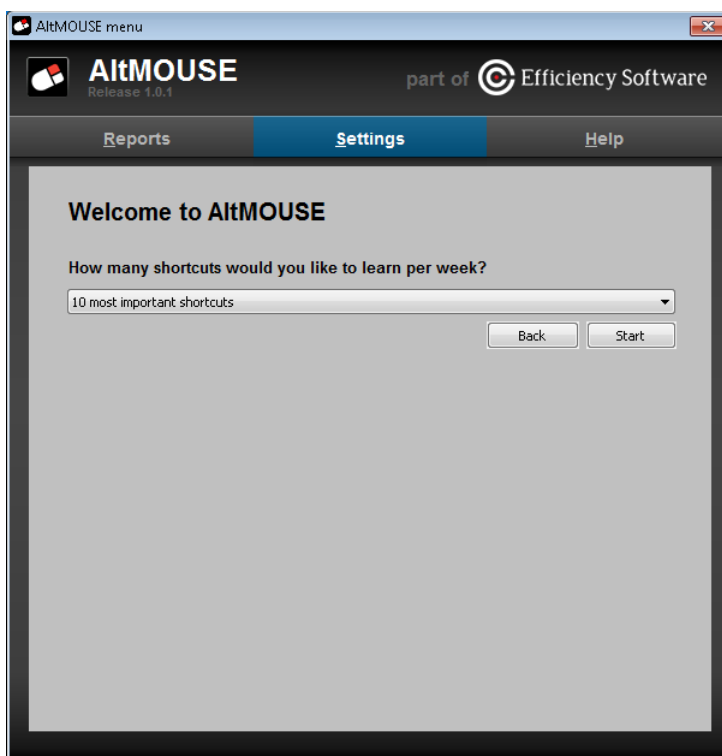 AltMOUSE menu
AltMOUSE
Release 1.0.1
part of Efficiency Software
Reports Settings Help
Welcome to AltMOUSE
How many shortcuts would you like to learn per week?
10 most important shortcuts
Back Start